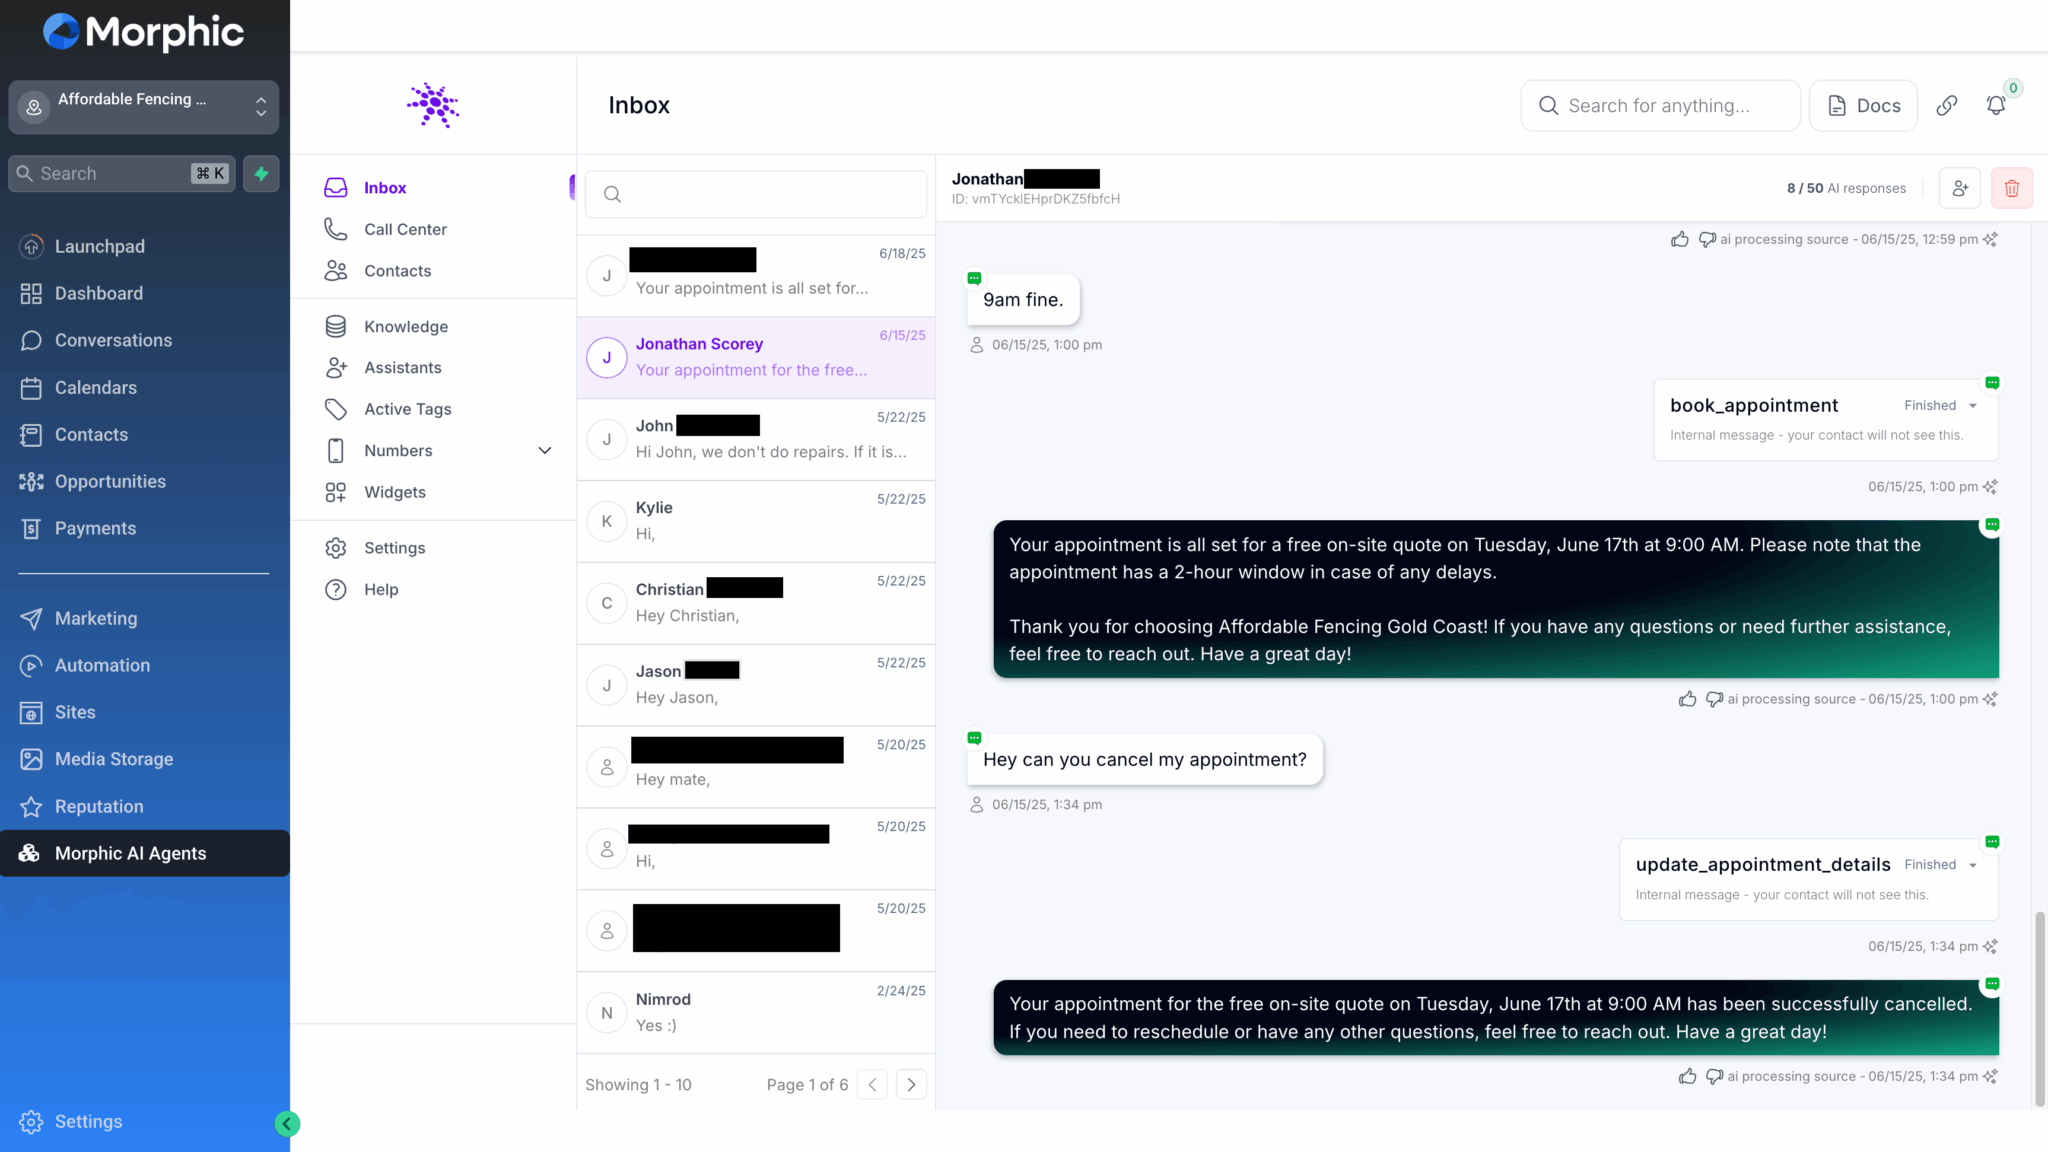 Morphic
Affordable Fencing ...
Search
⌘ K
Launchpad
Dashboard
Conversations
Calendars
Contacts
Opportunities
Payments
Marketing
Automation
Sites
Media Storage
Reputation
Morphic AI Agents
Settings
Inbox
Call Center
Contacts
Knowledge
Assistants
Active Tags
Numbers
Widgets
Settings
Help
Inbox
Search for anything...
Docs
0
J
6/18/25
Your appointment is all set for...
J
Jonathan Scorey
6/15/25
Your appointment for the free...
J
John
5/22/25
Hi John, we don't do repairs. If it is...
K
Kylie
5/22/25
Hi,
C
Christian
5/22/25
Hey Christian,
J
Jason
5/22/25
Hey Jason,
5/20/25
Hey mate,
5/20/25
Hi,
5/20/25
N
Nimrod
2/24/25
Yes :)
Showing 1 - 10
Page 1 of 6
Jonathan
ID: vmTYcklEHprDKZ5fbfcH
8 / 50 AI responses
ai processing source - 06/15/25, 12:59 pm
9am fine.
06/15/25, 1:00 pm
book_appointment
Finished
Internal message - your contact will not see this.
06/15/25, 1:00 pm
Your appointment is all set for a free on-site quote on Tuesday, June 17th at 9:00 AM. Please note that the
appointment has a 2-hour window in case of any delays.
Thank you for choosing Affordable Fencing Gold Coast! If you have any questions or need further assistance,
feel free to reach out. Have a great day!
ai processing source - 06/15/25, 1:00 pm
Hey can you cancel my appointment?
06/15/25, 1:34 pm
update_appointment_details
Finished
Internal message - your contact will not see this.
06/15/25, 1:34 pm
Your appointment for the free on-site quote on Tuesday, June 17th at 9:00 AM has been successfully cancelled.
If you need to reschedule or have any other questions, feel free to reach out. Have a great day!
ai processing source - 06/15/25, 1:34 pm